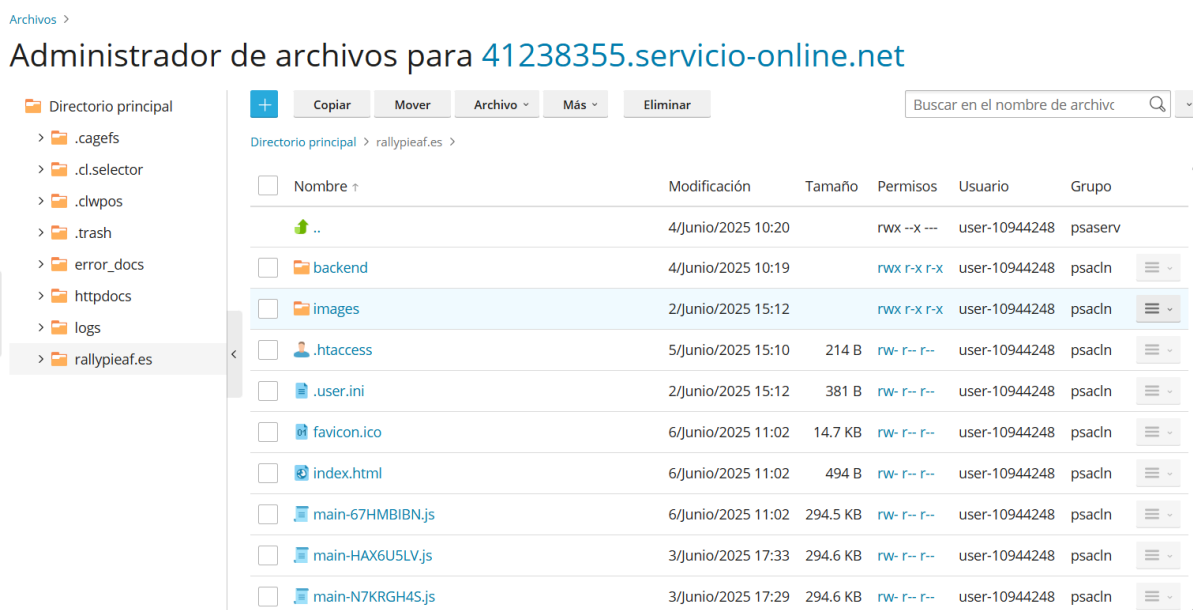 Archivos >
Administrador de archivos para 41238355.servicio-online.net
Directorio principal
.cagefs
.cl.selector
.clwpos
.trash
error_docs
httpdocs
logs
rallypieaf.es
+ Copiar Mover Archivo Más Eliminar Buscar en el nombre de archivo
Directorio principal > rallypieaf.es >
Nombre ↑ Modificación Tamaño Permisos Usuario Grupo
.. 4/Junio/2025 10:20 rwx --x --- user-10944248 psaserv
backend 4/Junio/2025 10:19 rwx r-x r-x user-10944248 psacln
images 2/Junio/2025 15:12 rwx r-x r-x user-10944248 psacln
.htaccess 5/Junio/2025 15:10 214 B rw- r-- r-- user-10944248 psacln
.user.ini 2/Junio/2025 15:12 381 B rw- r-- r-- user-10944248 psacln
favicon.ico 6/Junio/2025 11:02 14.7 KB rw- r-- r-- user-10944248 psacln
index.html 6/Junio/2025 11:02 494 B rw- r-- r-- user-10944248 psacln
main-67HMBIBN.js 6/Junio/2025 11:02 294.5 KB rw- r-- r-- user-10944248 psacln
main-HAX6U5LV.js 3/Junio/2025 17:33 294.6 KB rw- r-- r-- user-10944248 psacln
main-N7KRGH4S.js 3/Junio/2025 17:29 294.6 KB rw- r-- r-- user-10944248 psacln